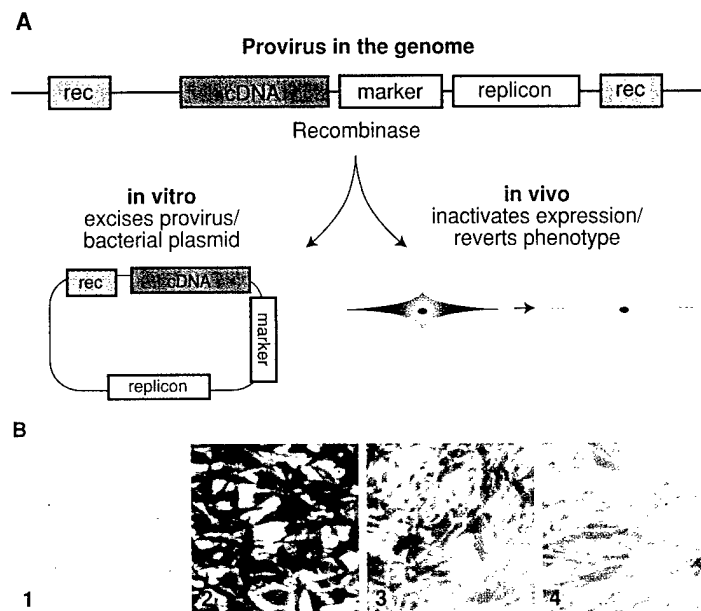 A
Provirus in the genome
rec cDNA marker replicon rec
Recombinase
in vitro
excises provirus/
bacterial plasmid
in vivo
inactivates expression/
reverts phenotype
rec cDNA
marker
replicon
B
1 2 3 4